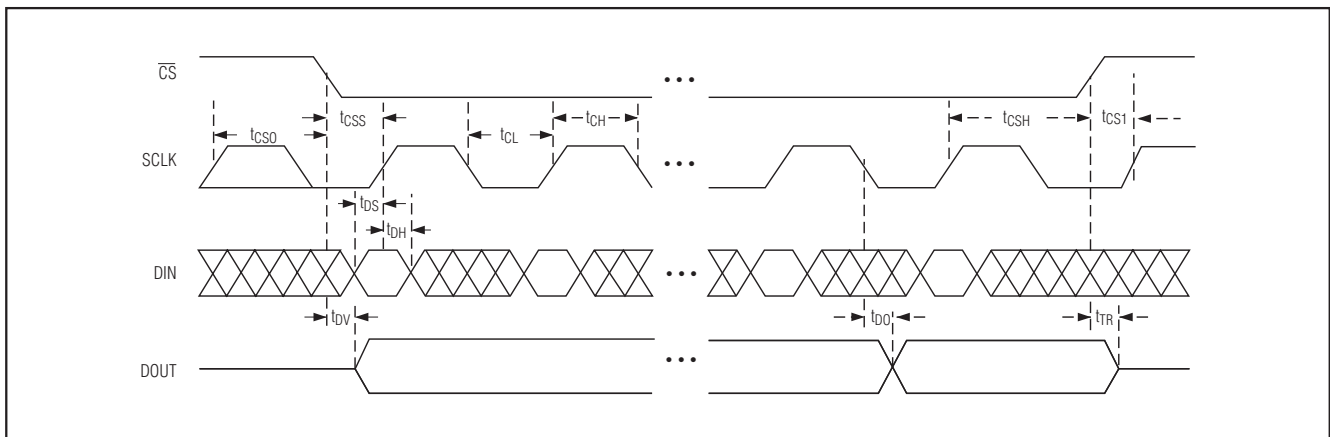 CS
tCSS
tCSO
tCL
tCH
tCSH
tCS1
SCLK
tDS
tDH
DIN
tDV
tDO
tTR
DOUT